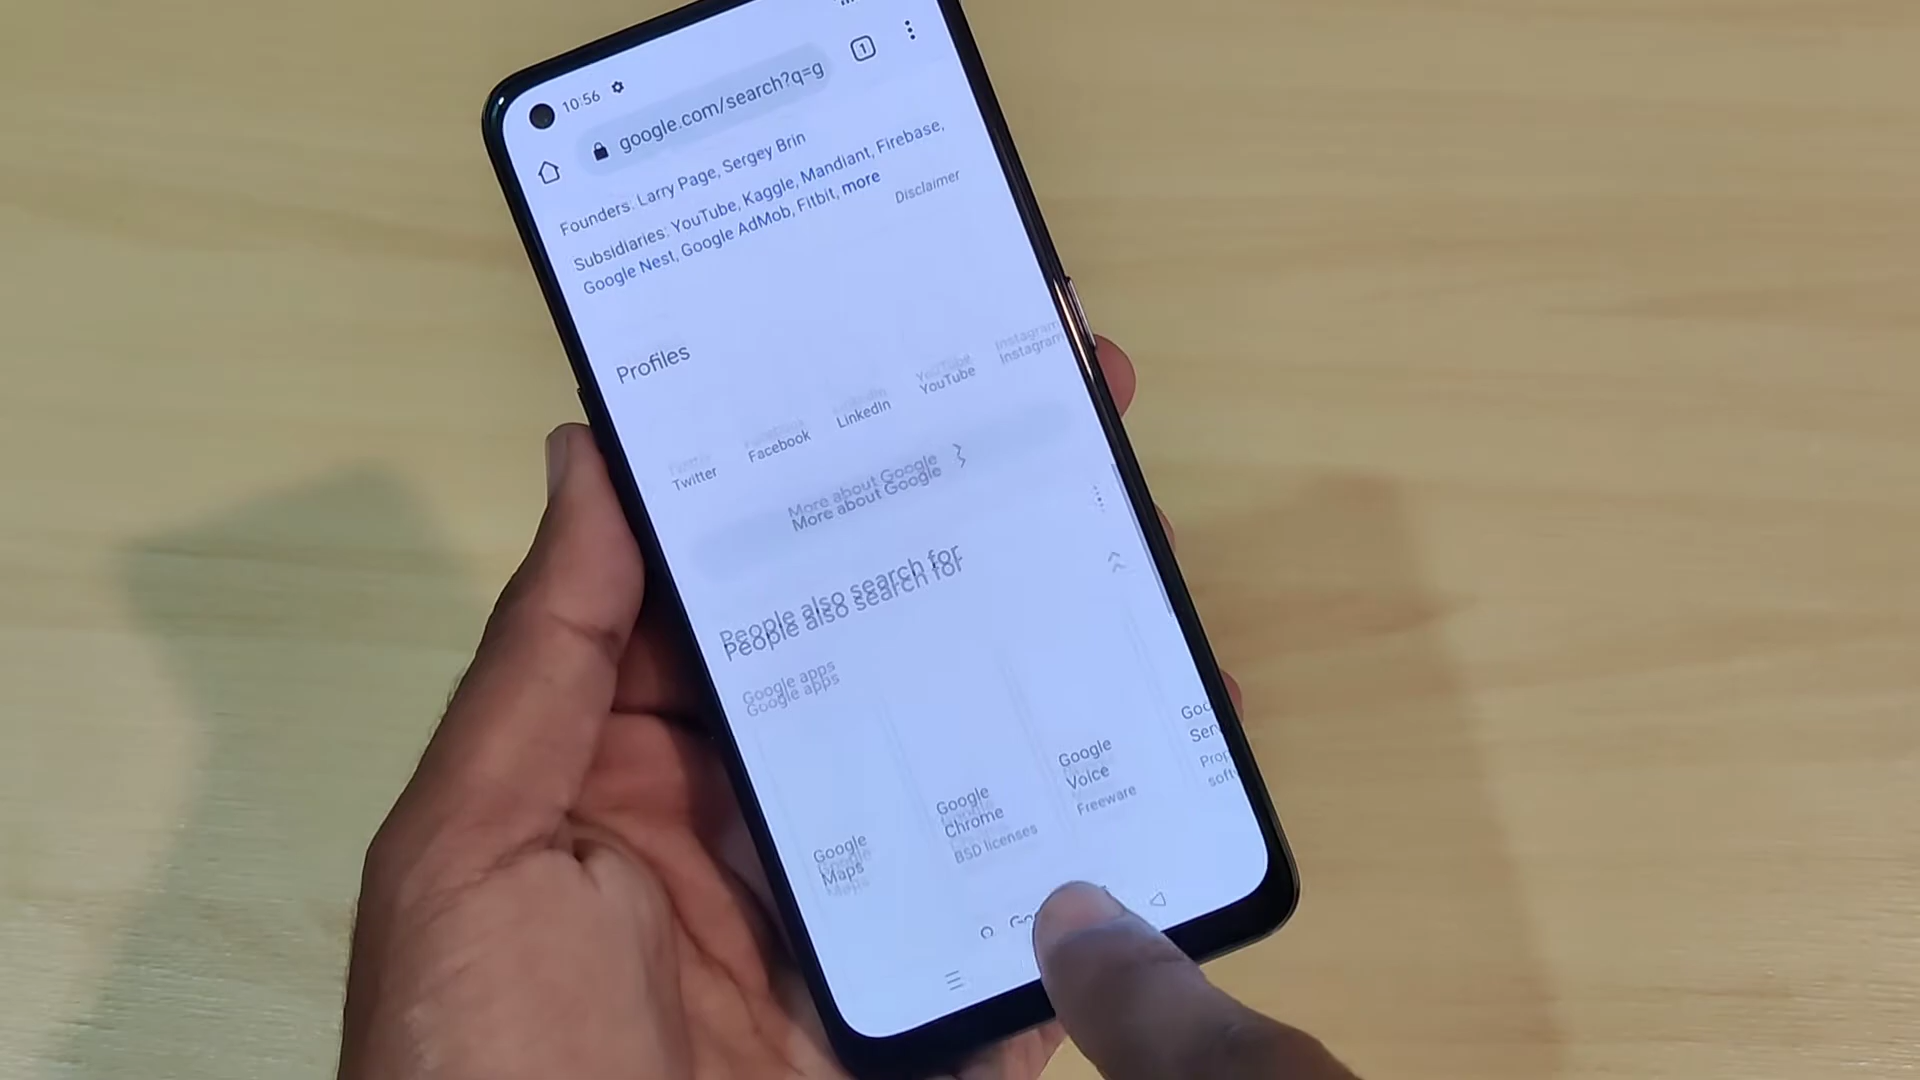 10:56
google.com/search?q=g
1
Founders: Larry Page, Sergey Brin
Subsidiaries: YouTube, Kaggle, Mandiant, Firebase,
Google Nest, Google AdMob, Fitbit, more
Disclaimer
Profiles
Twitter
Facebook
LinkedIn
YouTube
Instagram
More about Google
People also search for
Google apps
Google
Maps
Google
Chrome
BSD licenses
Google
Voice
Freeware